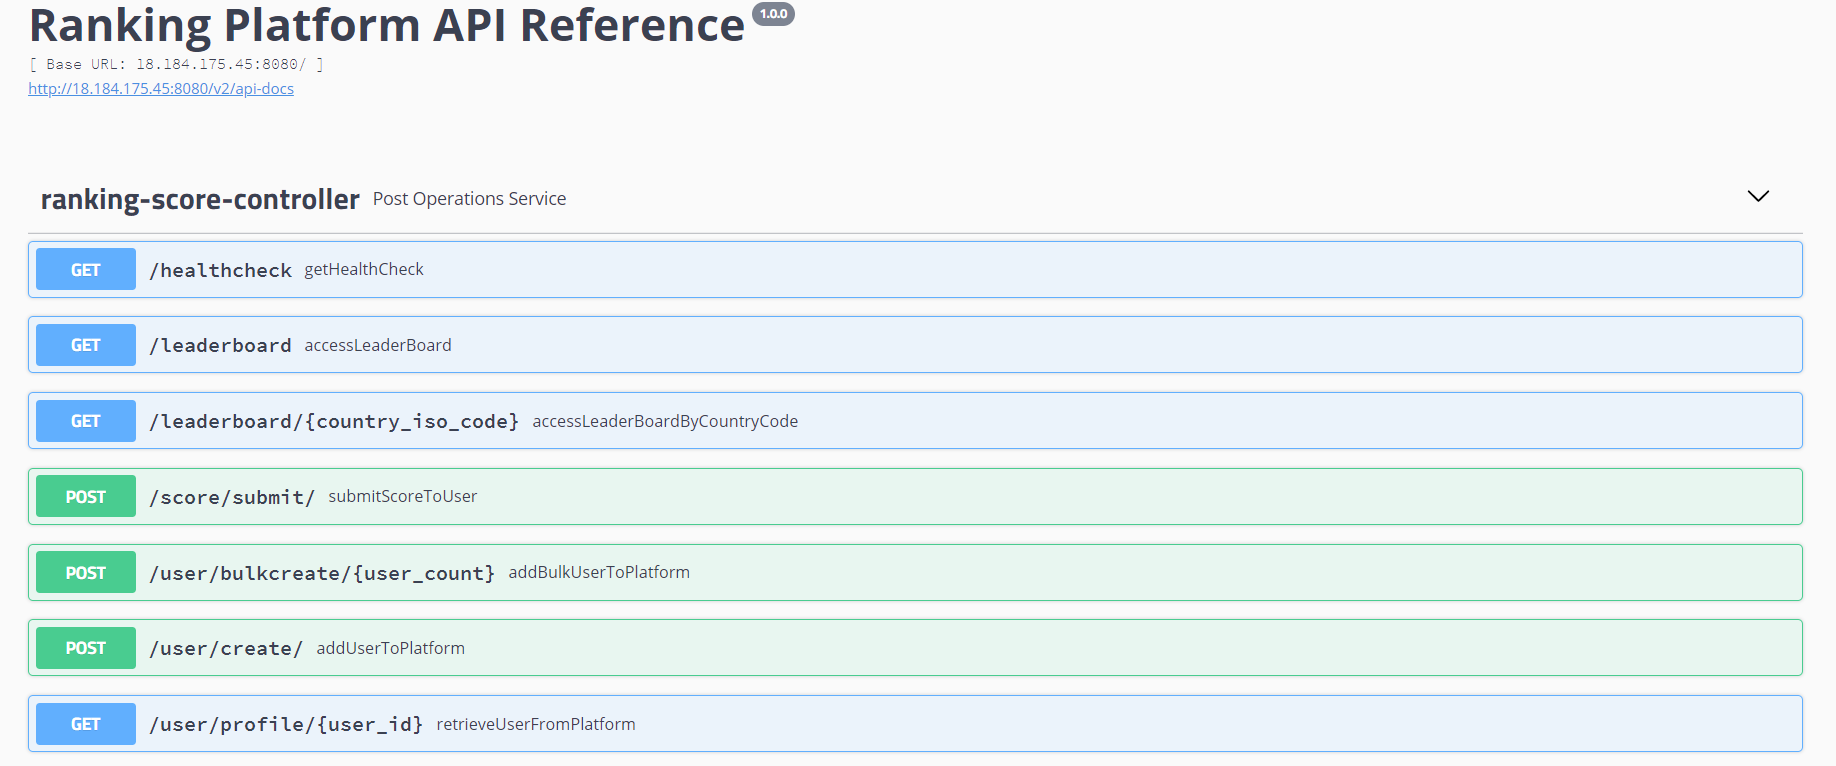 Ranking Platform API Reference 1.0.0
[ Base URL: 18.184.175.45:8080/ ]
http://18.184.175.45:8080/v2/api-docs
ranking-score-controller Post Operations Service
GET /healthcheck getHealthCheck
GET /leaderboard accessLeaderBoard
GET /leaderboard/{country_iso_code} accessLeaderBoardByCountryCode
POST /score/submit/ submitScoreToUser
POST /user/bulkcreate/{user_count} addBulkUserToPlatform
POST /user/create/ addUserToPlatform
GET /user/profile/{user_id} retrieveUserFromPlatform